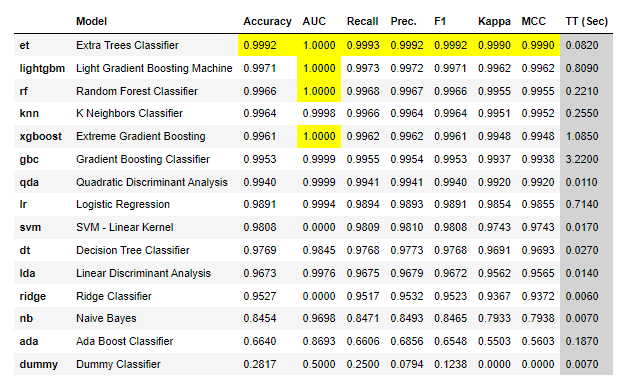 Model Accuracy AUC Recall Prec. F1 Kappa MCC TT (Sec)
et Extra Trees Classifier 0.9992 1.0000 0.9993 0.9992 0.9992 0.9990 0.9990 0.0820
lightgbm Light Gradient Boosting Machine 0.9971 1.0000 0.9973 0.9972 0.9971 0.9962 0.9962 0.8090
rf Random Forest Classifier 0.9966 1.0000 0.9968 0.9967 0.9966 0.9955 0.9955 0.2210
knn K Neighbors Classifier 0.9964 0.9998 0.9966 0.9964 0.9964 0.9951 0.9952 0.2550
xgboost Extreme Gradient Boosting 0.9961 1.0000 0.9962 0.9962 0.9961 0.9948 0.9948 1.0850
gbc Gradient Boosting Classifier 0.9953 0.9999 0.9955 0.9954 0.9953 0.9937 0.9938 3.2200
qda Quadratic Discriminant Analysis 0.9940 0.9999 0.9941 0.9941 0.9940 0.9920 0.9920 0.0110
lr Logistic Regression 0.9891 0.9994 0.9894 0.9893 0.9891 0.9854 0.9855 0.7140
svm SVM - Linear Kernel 0.9808 0.0000 0.9809 0.9810 0.9808 0.9743 0.9743 0.0170
dt Decision Tree Classifier 0.9769 0.9845 0.9768 0.9773 0.9768 0.9691 0.9693 0.0270
lda Linear Discriminant Analysis 0.9673 0.9976 0.9675 0.9679 0.9672 0.9562 0.9565 0.0140
ridge Ridge Classifier 0.9527 0.0000 0.9517 0.9532 0.9523 0.9367 0.9372 0.0060
nb Naive Bayes 0.8454 0.9698 0.8471 0.8493 0.8465 0.7933 0.7938 0.0070
ada Ada Boost Classifier 0.6640 0.8693 0.6606 0.6856 0.6548 0.5503 0.5603 0.1870
dummy Dummy Classifier 0.2817 0.5000 0.2500 0.0794 0.1238 0.0000 0.0000 0.0070